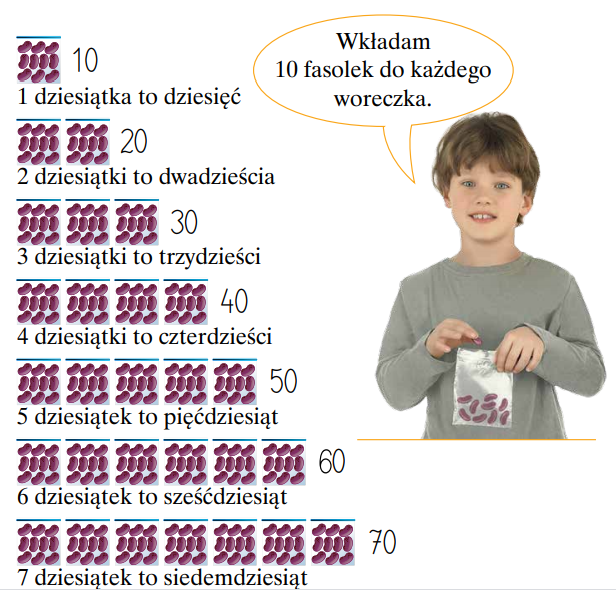 Wkładam
10 fasolek do każdego
woreczka.
10
1 dziesiątka to dziesięć
20
2 dziesiątki to dwadzieścia
30
3 dziesiątki to trzydzieści
40
4 dziesiątki to czterdzieści
50
5 dziesiątek to pięćdziesiąt
60
6 dziesiątek to sześćdziesiąt
70
7 dziesiątek to siedemdziesiąt